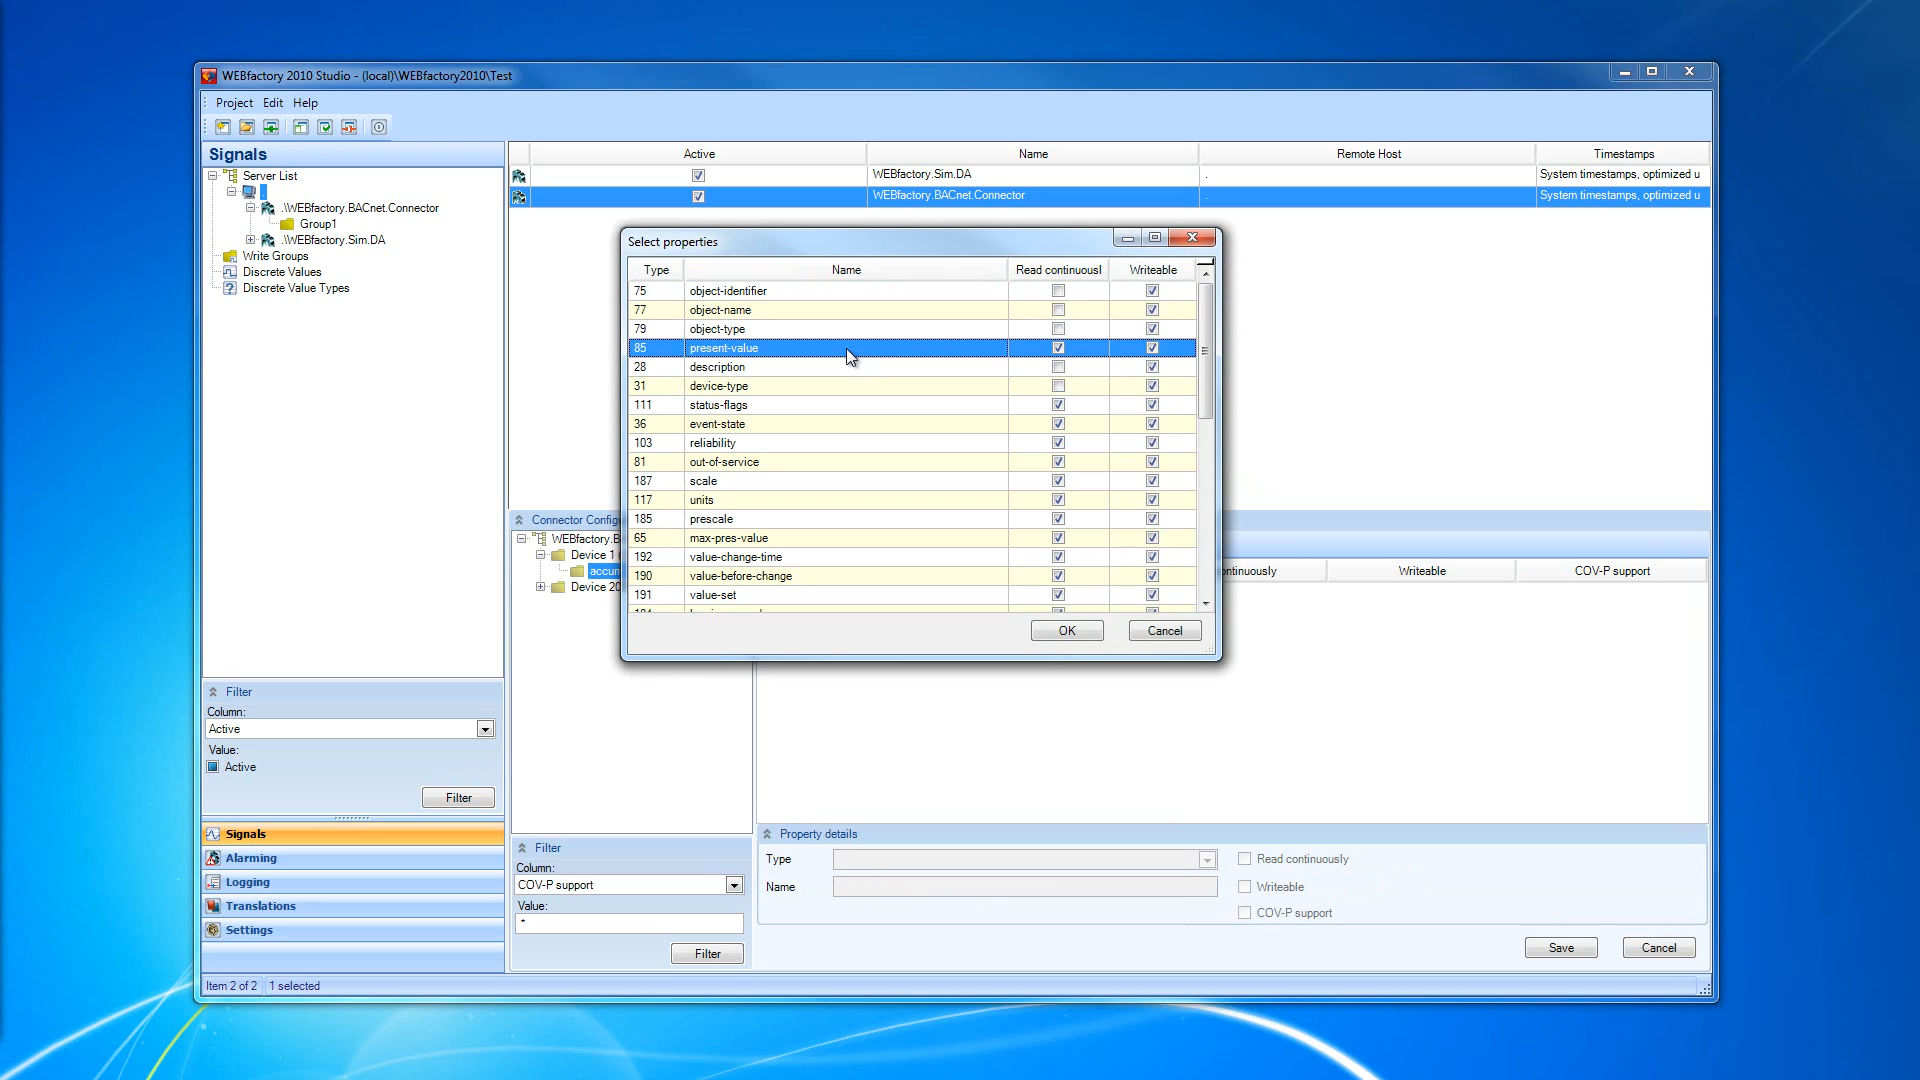 WEBfactory 2010 Studio - (local)\WEBfactory2010\Test
Project Edit Help
Signals
Server List
.
.\WEBfactory.BACnet.Connector
Group1
.\WEBfactory.Sim.DA
Write Groups
Discrete Values
Discrete Value Types
Active Name Remote Host Timestamps
WEBfactory.Sim.DA . System timestamps, optimized u
WEBfactory.BACnet.Connector . System timestamps, optimized u
Select properties
Type Name Read continuousl Writeable
75 object-identifier
77 object-name
79 object-type
85 present-value
28 description
31 device-type
111 status-flags
36 event-state
103 reliability
81 out-of-service
187 scale
117 units
185 prescale
65 max-pres-value
192 value-change-time
190 value-before-change
191 value-set
OK Cancel
Connector Config
WEBfactory.B
Device 1
accum
Device 20
ontinuously Writeable COV-P support
Filter
Column:
Active
Value:
Active
Filter
Signals
Alarming
Logging
Translations
Settings
Filter
Column:
COV-P support
Value:
*
Filter
Property details
Type Read continuously
Name Writeable
COV-P support
Save Cancel
Item 2 of 2 1 selected